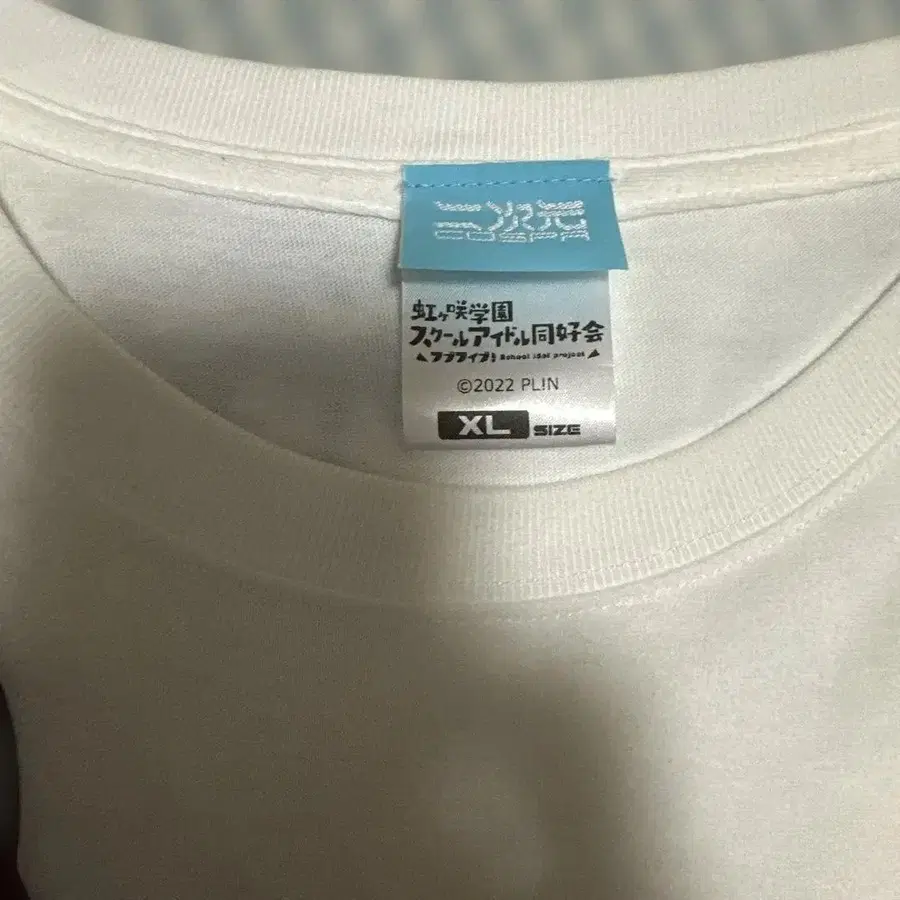 二次元
COSPA
虹ヶ咲学園
スクールアイドル同好会
ラブライブ! School idol project
©2022 PL!N
XL SIZE